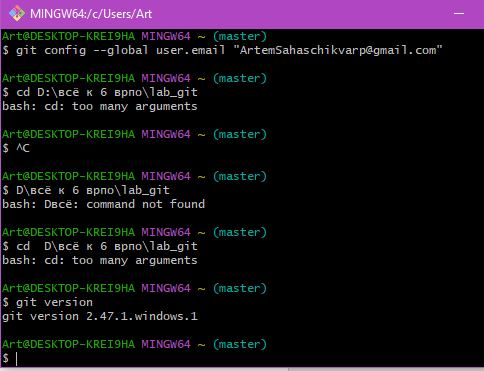 MINGW64:/c/Users/Art
Art@DESKTOP-KREI9HA MINGW64 ~ (master)
$ git config --global user.email "ArtemSahaschikvarp@gmail.com"
Art@DESKTOP-KREI9HA MINGW64 ~ (master)
$ cd D:\всё к 6 врпо\lab_git
bash: cd: too many arguments
Art@DESKTOP-KREI9HA MINGW64 ~ (master)
$ ^C
Art@DESKTOP-KREI9HA MINGW64 ~ (master)
$ D\всё к 6 врпо\lab_git
bash: Dвсё: command not found
Art@DESKTOP-KREI9HA MINGW64 ~ (master)
$ cd  D\всё к 6 врпо\lab_git
bash: cd: too many arguments
Art@DESKTOP-KREI9HA MINGW64 ~ (master)
$ git version
git version 2.47.1.windows.1
Art@DESKTOP-KREI9HA MINGW64 ~ (master)
$